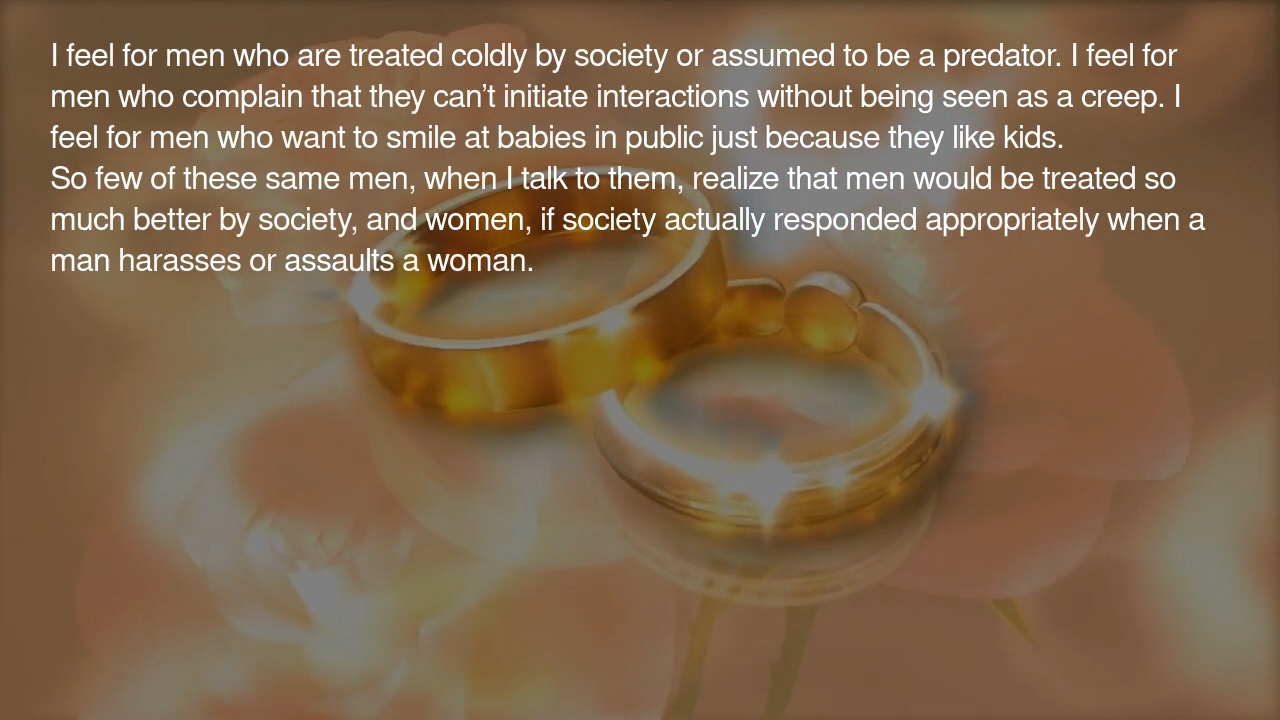 I feel for men who are treated coldly by society or assumed to be a predator. I feel for
men who complain that they can’t initiate interactions without being seen as a creep. I
feel for men who want to smile at babies in public just because they like kids.
So few of these same men, when I talk to them, realize that men would be treated so
much better by society, and women, if society actually responded appropriately when a
man harasses or assaults a woman.